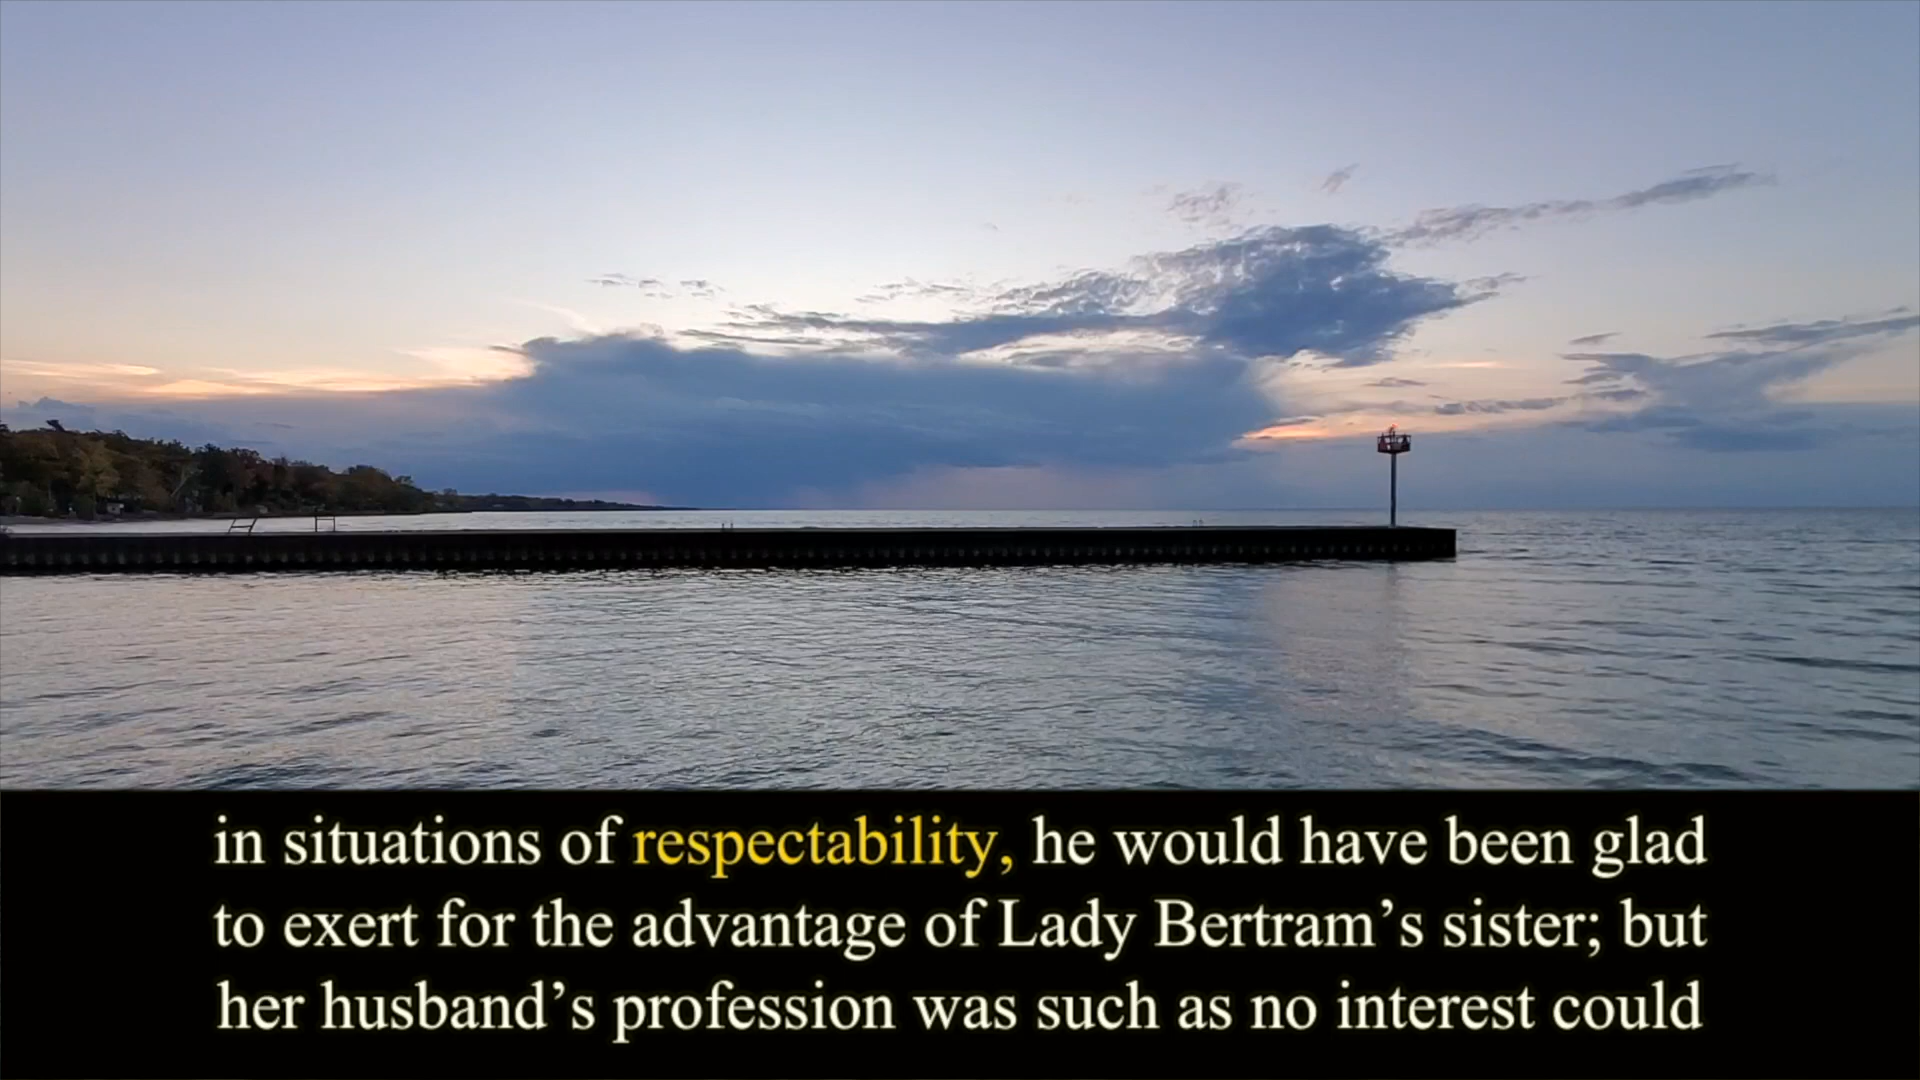 in situations of respectability, he would have been glad
to exert for the advantage of Lady Bertram’s sister; but
her husband’s profession was such as no interest could